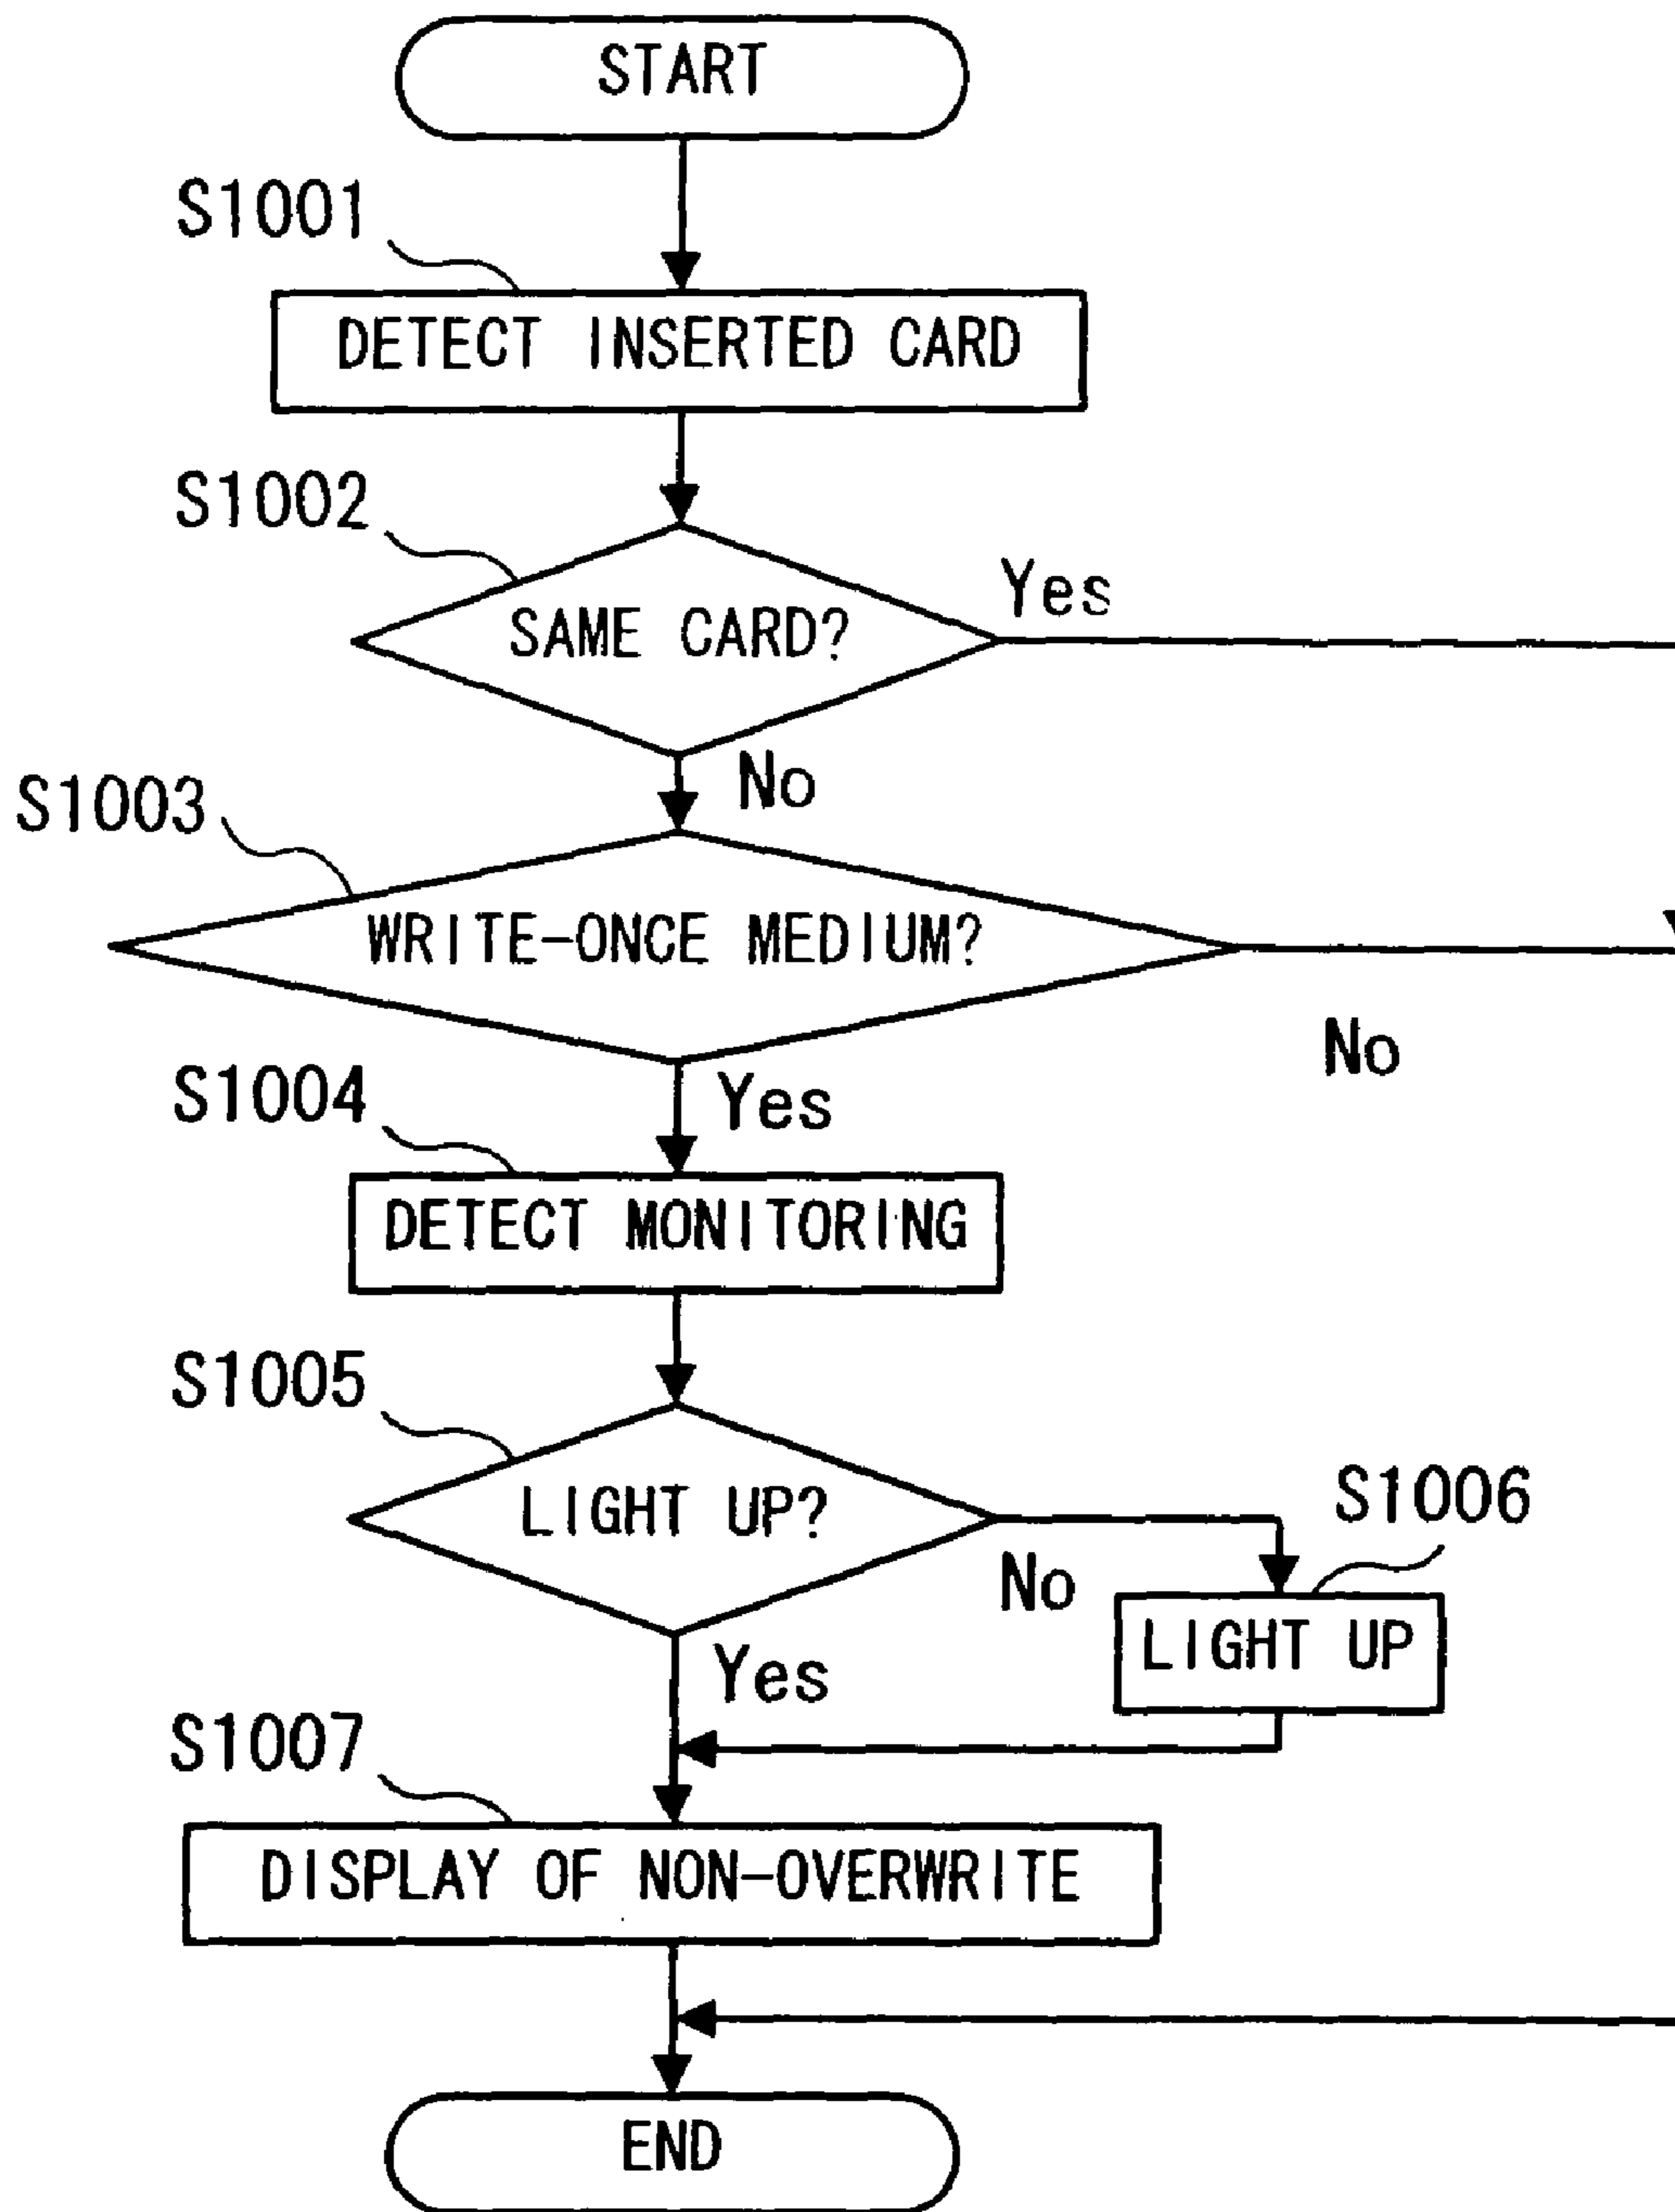 START
S1001
DETECT INSERTED CARD
S1002
Yes
SAME CARD?
No
S1003
WRITE-ONCE MEDIUM?
No
S1004
Yes
DETECT MONITORING
S1005
LIGHT UP?
S1006
No
LIGHT UP
Yes
S1007
DISPLAY OF NON-OVERWRITE
END